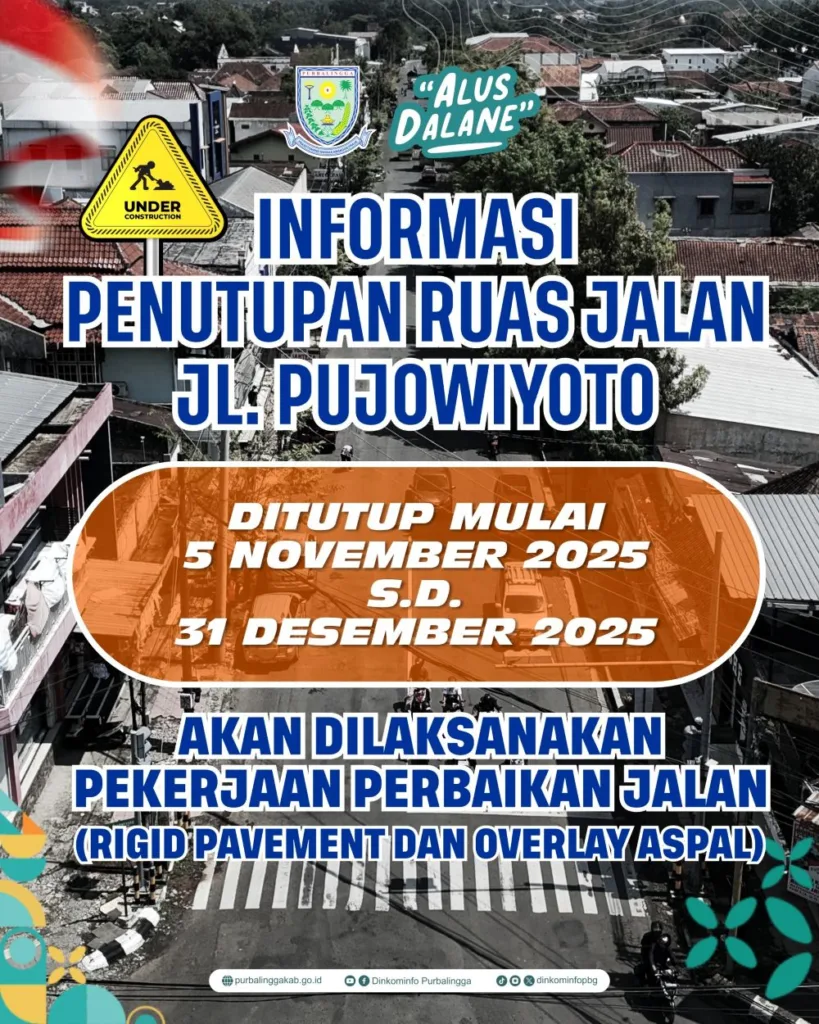 PURBALINGGA
"ALUS
DALANE"
UNDER
CONSTRUCTION
INFORMASI
PENUTUPAN RUAS JALAN
JL. PUJOWIYOTO
DITUTUP MULAI
5 NOVEMBER 2025
S.D.
31 DESEMBER 2025
AKAN DILAKSANAKAN
PEKERJAAN PERBAIKAN JALAN
(RIGID PAVEMENT DAN OVERLAY ASPAL)
purbalinggakab.go.id Dinkominfo Purbalingga dinkominfopbg